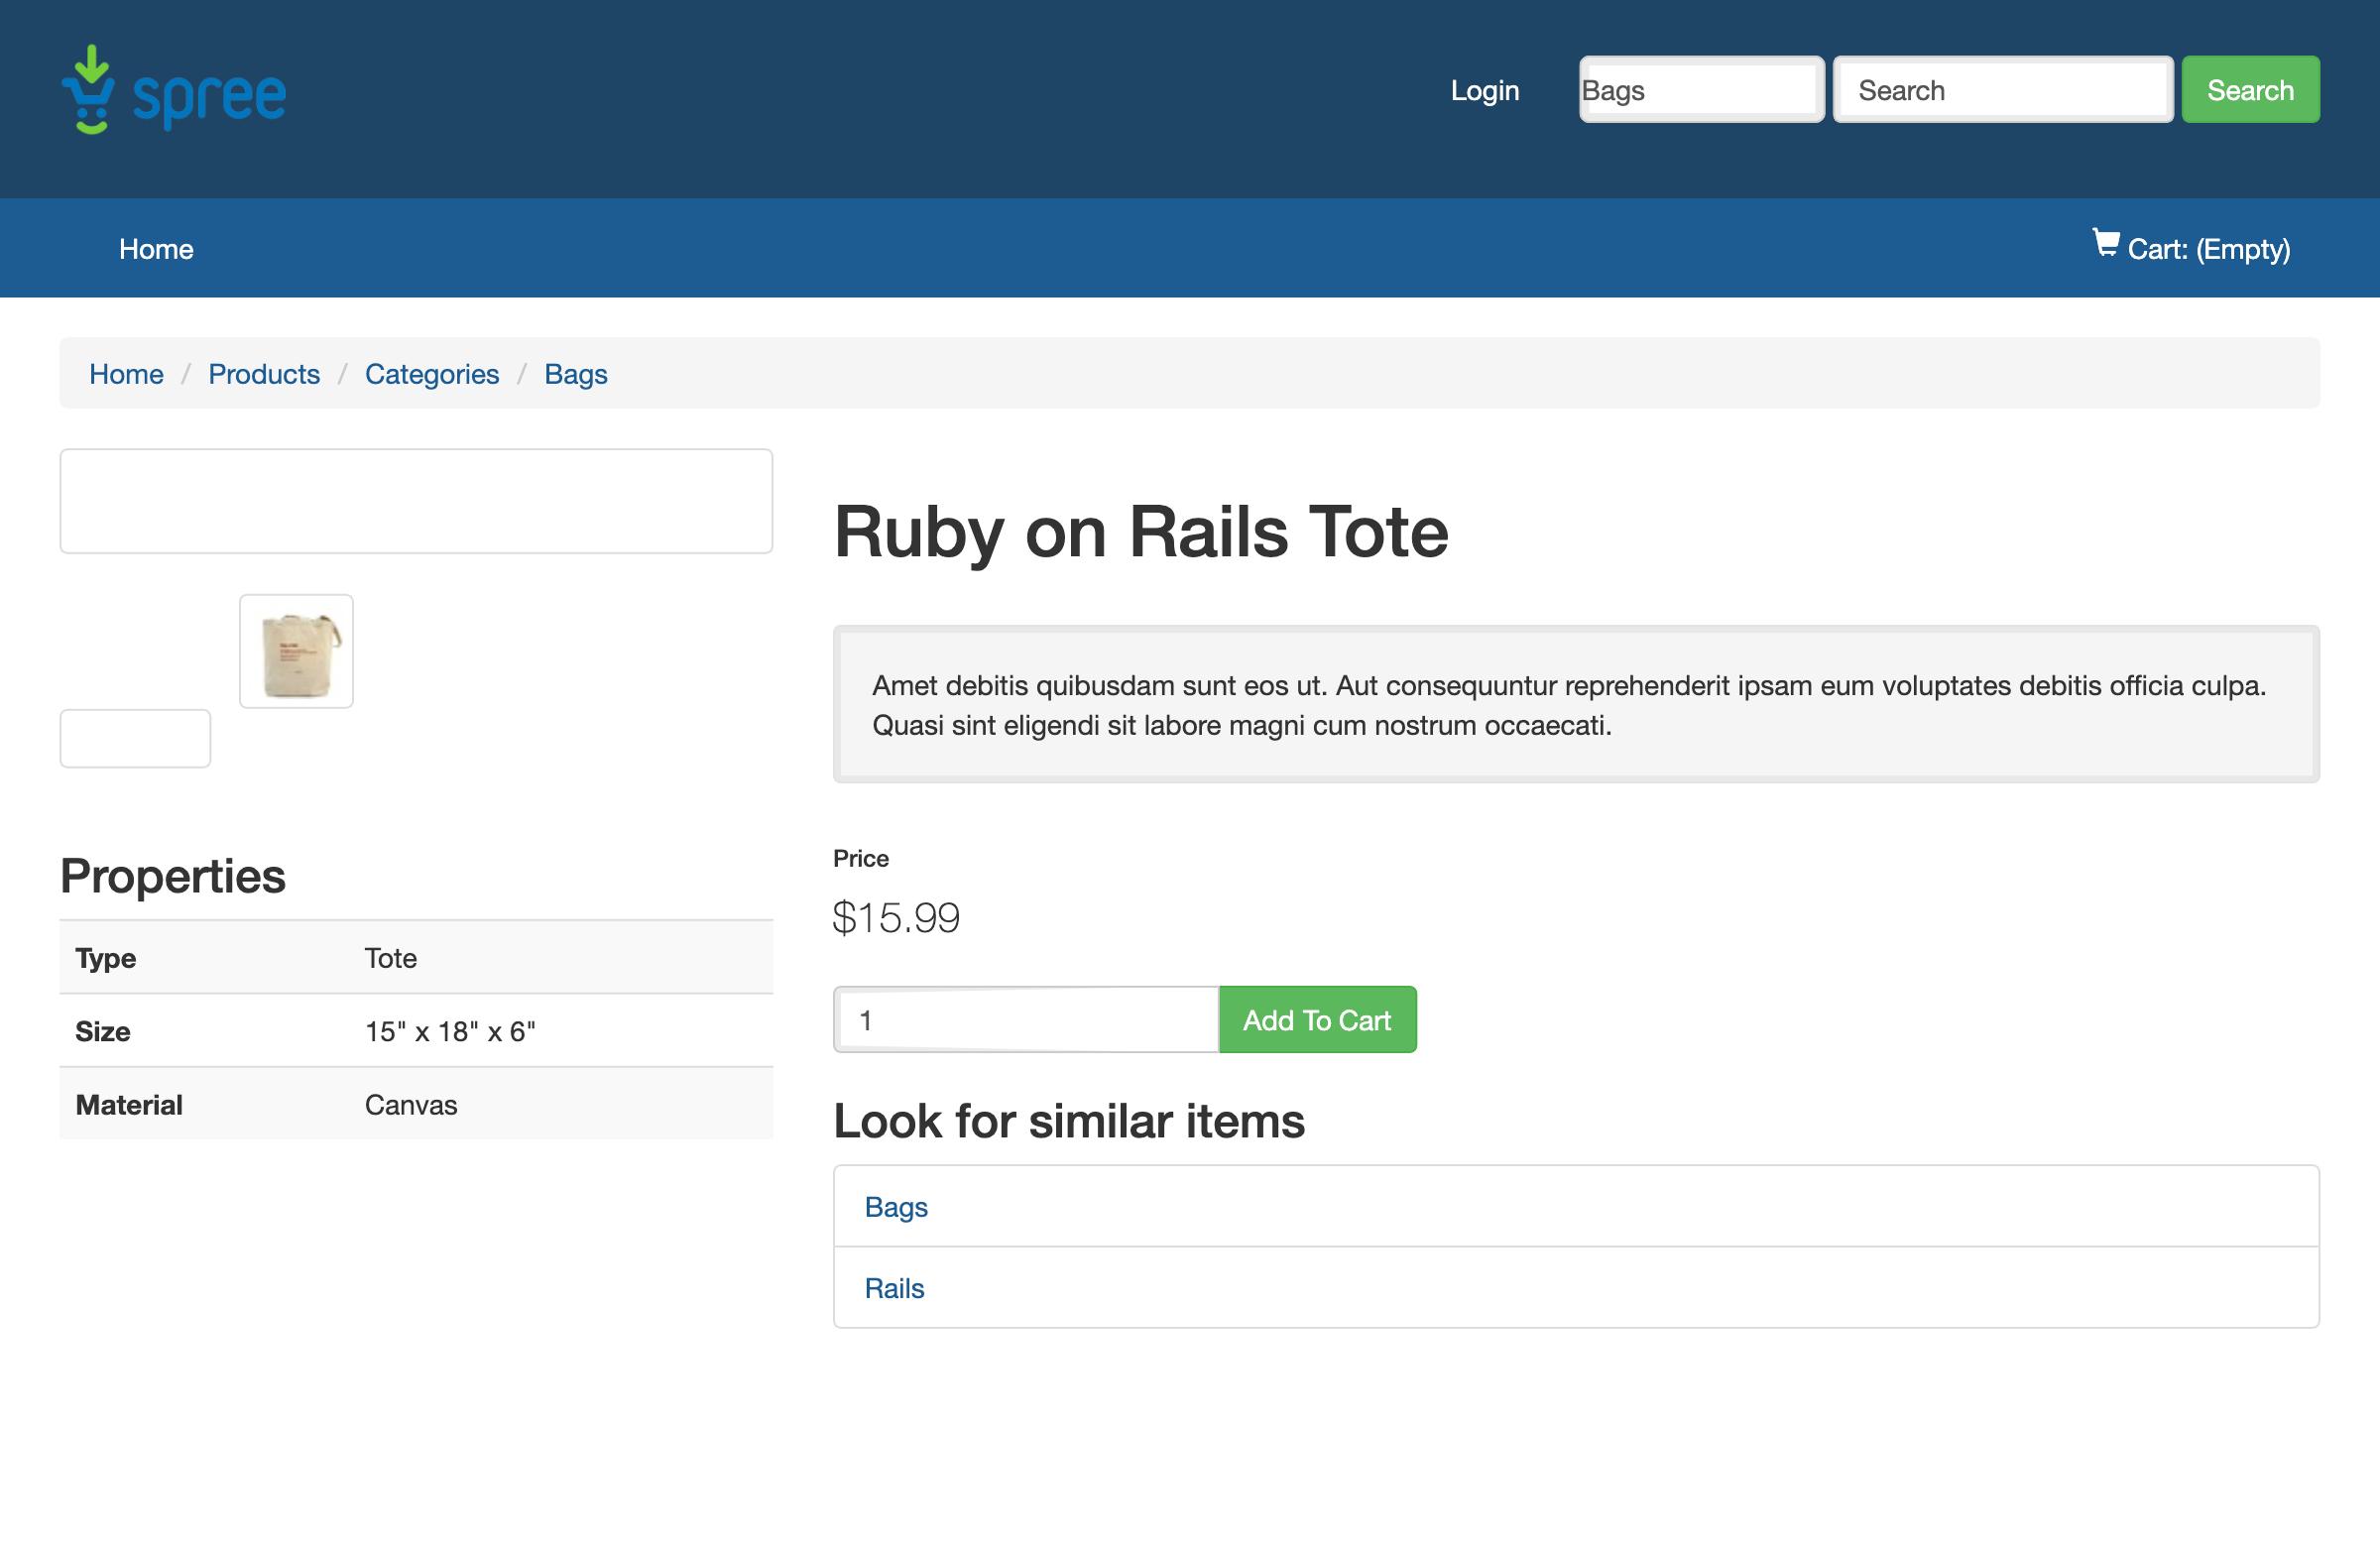 spree
Login
Bags
Search
Search
Home
Cart: (Empty)
Home / Products / Categories / Bags
Ruby on Rails Tote
Amet debitis quibusdam sunt eos ut. Aut consequuntur reprehenderit ipsam eum voluptates debitis officia culpa.
Quasi sint eligendi sit labore magni cum nostrum occaecati.
Properties
Type Tote
Size 15" x 18" x 6"
Material Canvas
Price
$15.99
1
Add To Cart
Look for similar items
Bags
Rails